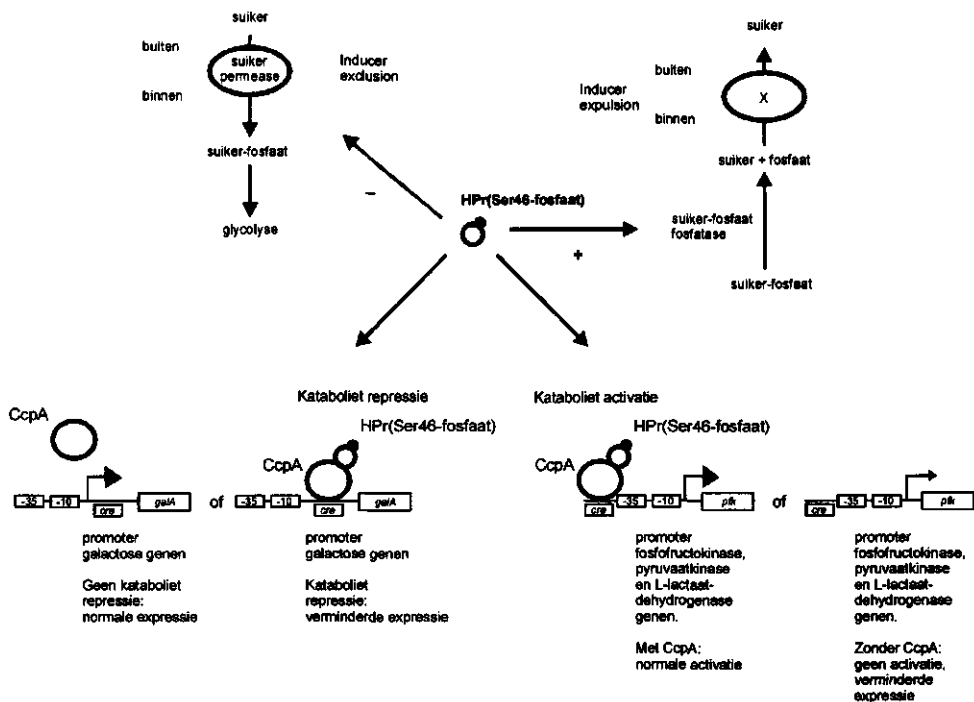 suiker
buiten
suiker
permease
Inducer
exclusion
binnen
suiker-fosfaat
glycolyse
suiker
buiten
Inducer
expulsion
X
binnen
suiker + fosfaat
suiker-fosfaat
fosfatase
suiker-fosfaat
HPr(Ser46-fosfaat)
–
+
Kataboliet repressie
Kataboliet activatie
CcpA
HPr(Ser46-fosfaat)
CcpA
HPr(Ser46-fosfaat)
CcpA
-35 -10 cre galA
of
-35 -10 cre galA
cre -35 -10 pfk
of
cre -35 -10 pfk
promoter
galactose genen
Geen kataboliet
repressie:
normale expressie
promoter
galactose genen
Kataboliet
repressie:
verminderde expressie
promoter
fosfofructokinase,
pyruvaatkinase
en L-lactaat-
dehydrogenase
genen.
Met CcpA:
normale activatie
promoter
fosfofructokinase,
pyruvaatkinase
en L-lactaat-
dehydrogenase
genen.
Zonder CcpA:
geen activatie,
verminderde
expressie